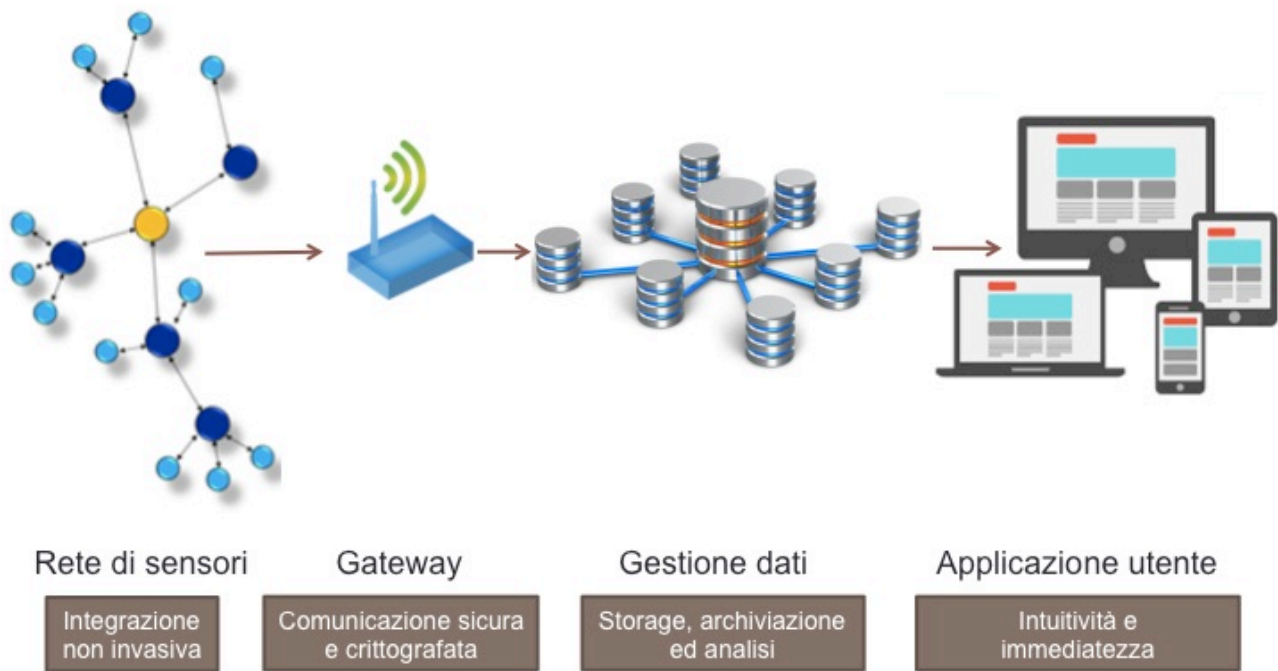 Rete di sensori
Gateway
Gestione dati
Applicazione utente
Integrazione
non invasiva
Comunicazione sicura
e crittografata
Storage, archiviazione
ed analisi
Intuitività e
immediatezza